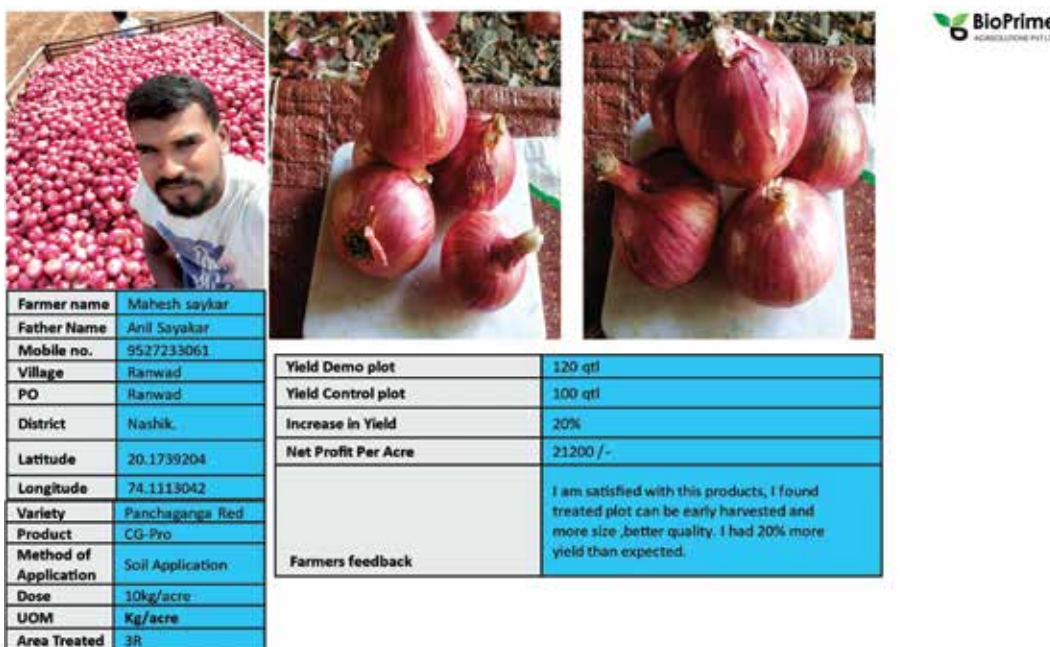 BioPrime
AGRISOLUTIONS PVT LT
Farmer name Mahesh saykar
Father Name Anil Sayakar
Mobile no. 9527233061
Village Ranwad
PO Ranwad
District Nashik.
Latitude 20.1739204
Longitude 74.1113042
Variety Panchaganga Red
Product CG-Pro
Method of
Application Soil Application
Dose 10kg/acre
UOM Kg/acre
Area Treated 3R
Yield Demo plot 120 qtl
Yield Control plot 100 qtl
Increase in Yield 20%
Net Profit Per Acre 21200 /-
Farmers feedback
I am satisfied with this products, I found
treated plot can be early harvested and
more size ,better quality. I had 20% more
yield than expected.